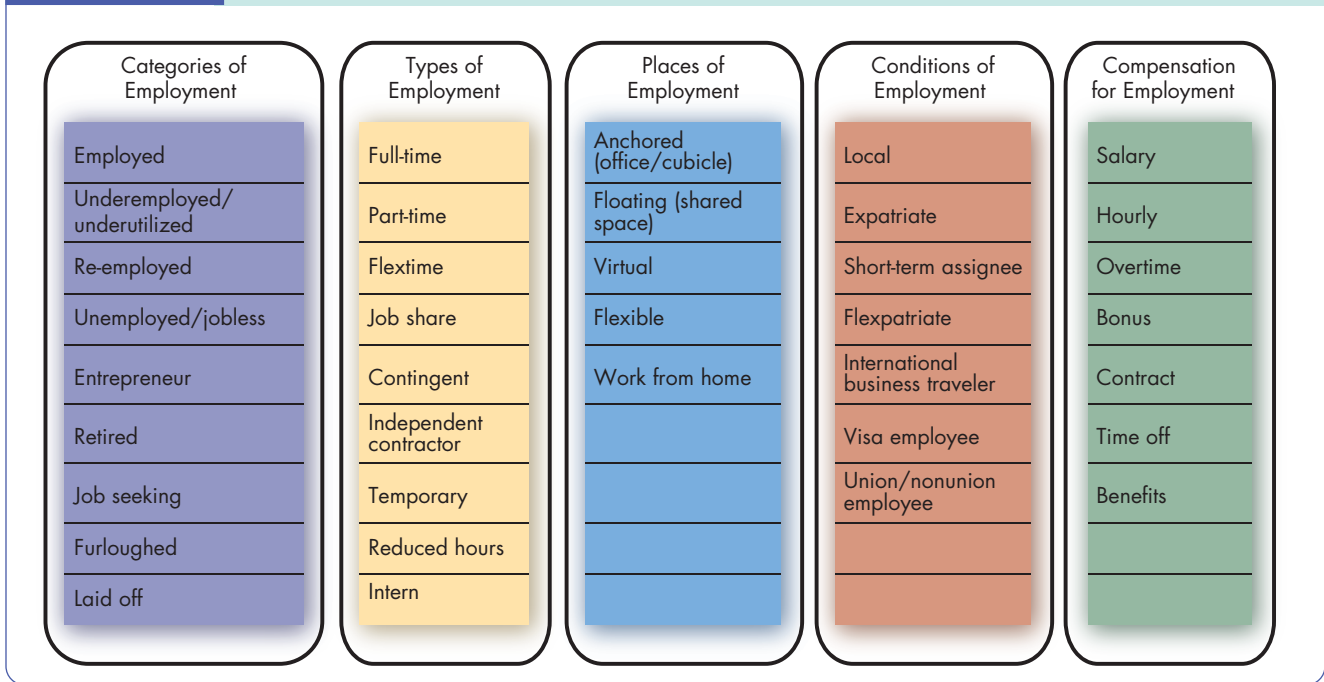 Categories of
Employment
Employed
Underemployed/
underutilized
Re-employed
Unemployed/jobless
Entrepreneur
Retired
Job seeking
Furloughed
Laid off
Types of
Employment
Full-time
Part-time
Flextime
Job share
Contingent
Independent
contractor
Temporary
Reduced hours
Intern
Places of
Employment
Anchored
(office/cubicle)
Floating (shared
space)
Virtual
Flexible
Work from home
Conditions of
Employment
Local
Expatriate
Short-term assignee
Flexpatriate
International
business traveler
Visa employee
Union/nonunion
employee
Compensation
for Employment
Salary
Hourly
Overtime
Bonus
Contract
Time off
Benefits